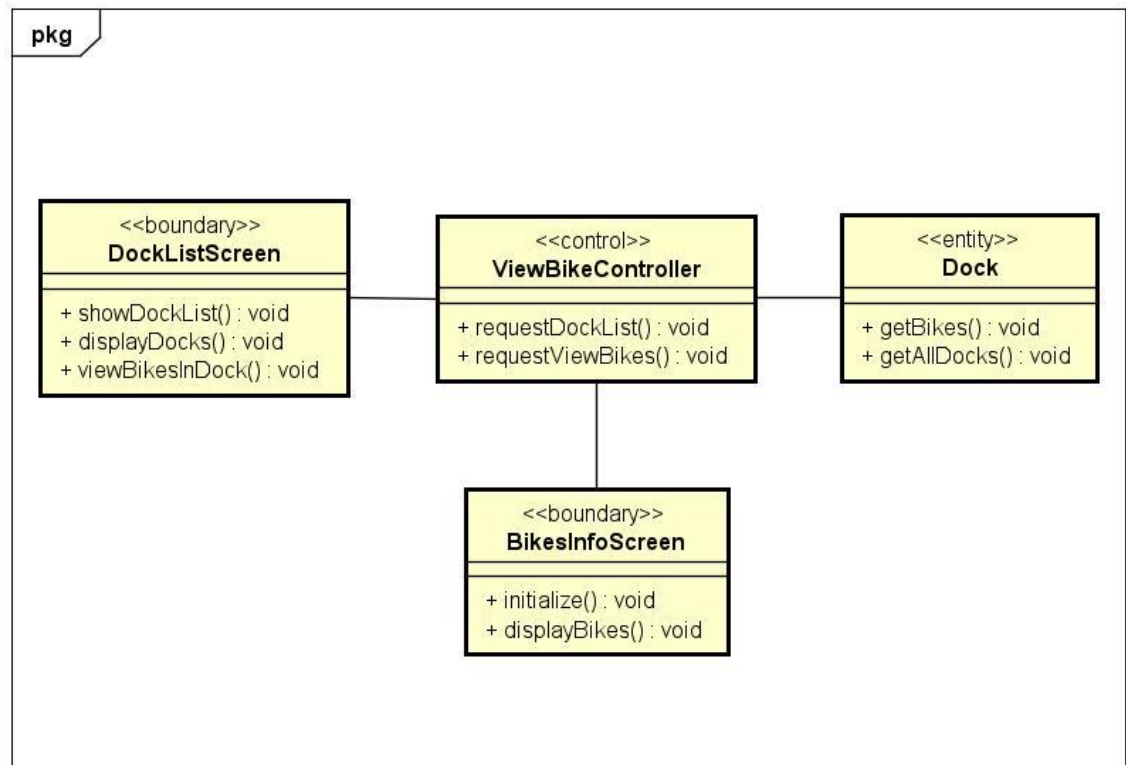 pkg
<<boundary>>
DockListScreen
+ showDockList() : void
+ displayDocks() : void
+ viewBikesInDock() : void
<<control>>
ViewBikeController
+ requestDockList() : void
+ requestViewBikes() : void
<<entity>>
Dock
+ getBikes() : void
+ getAllDocks() : void
<<boundary>>
BikesInfoScreen
+ initialize() : void
+ displayBikes() : void